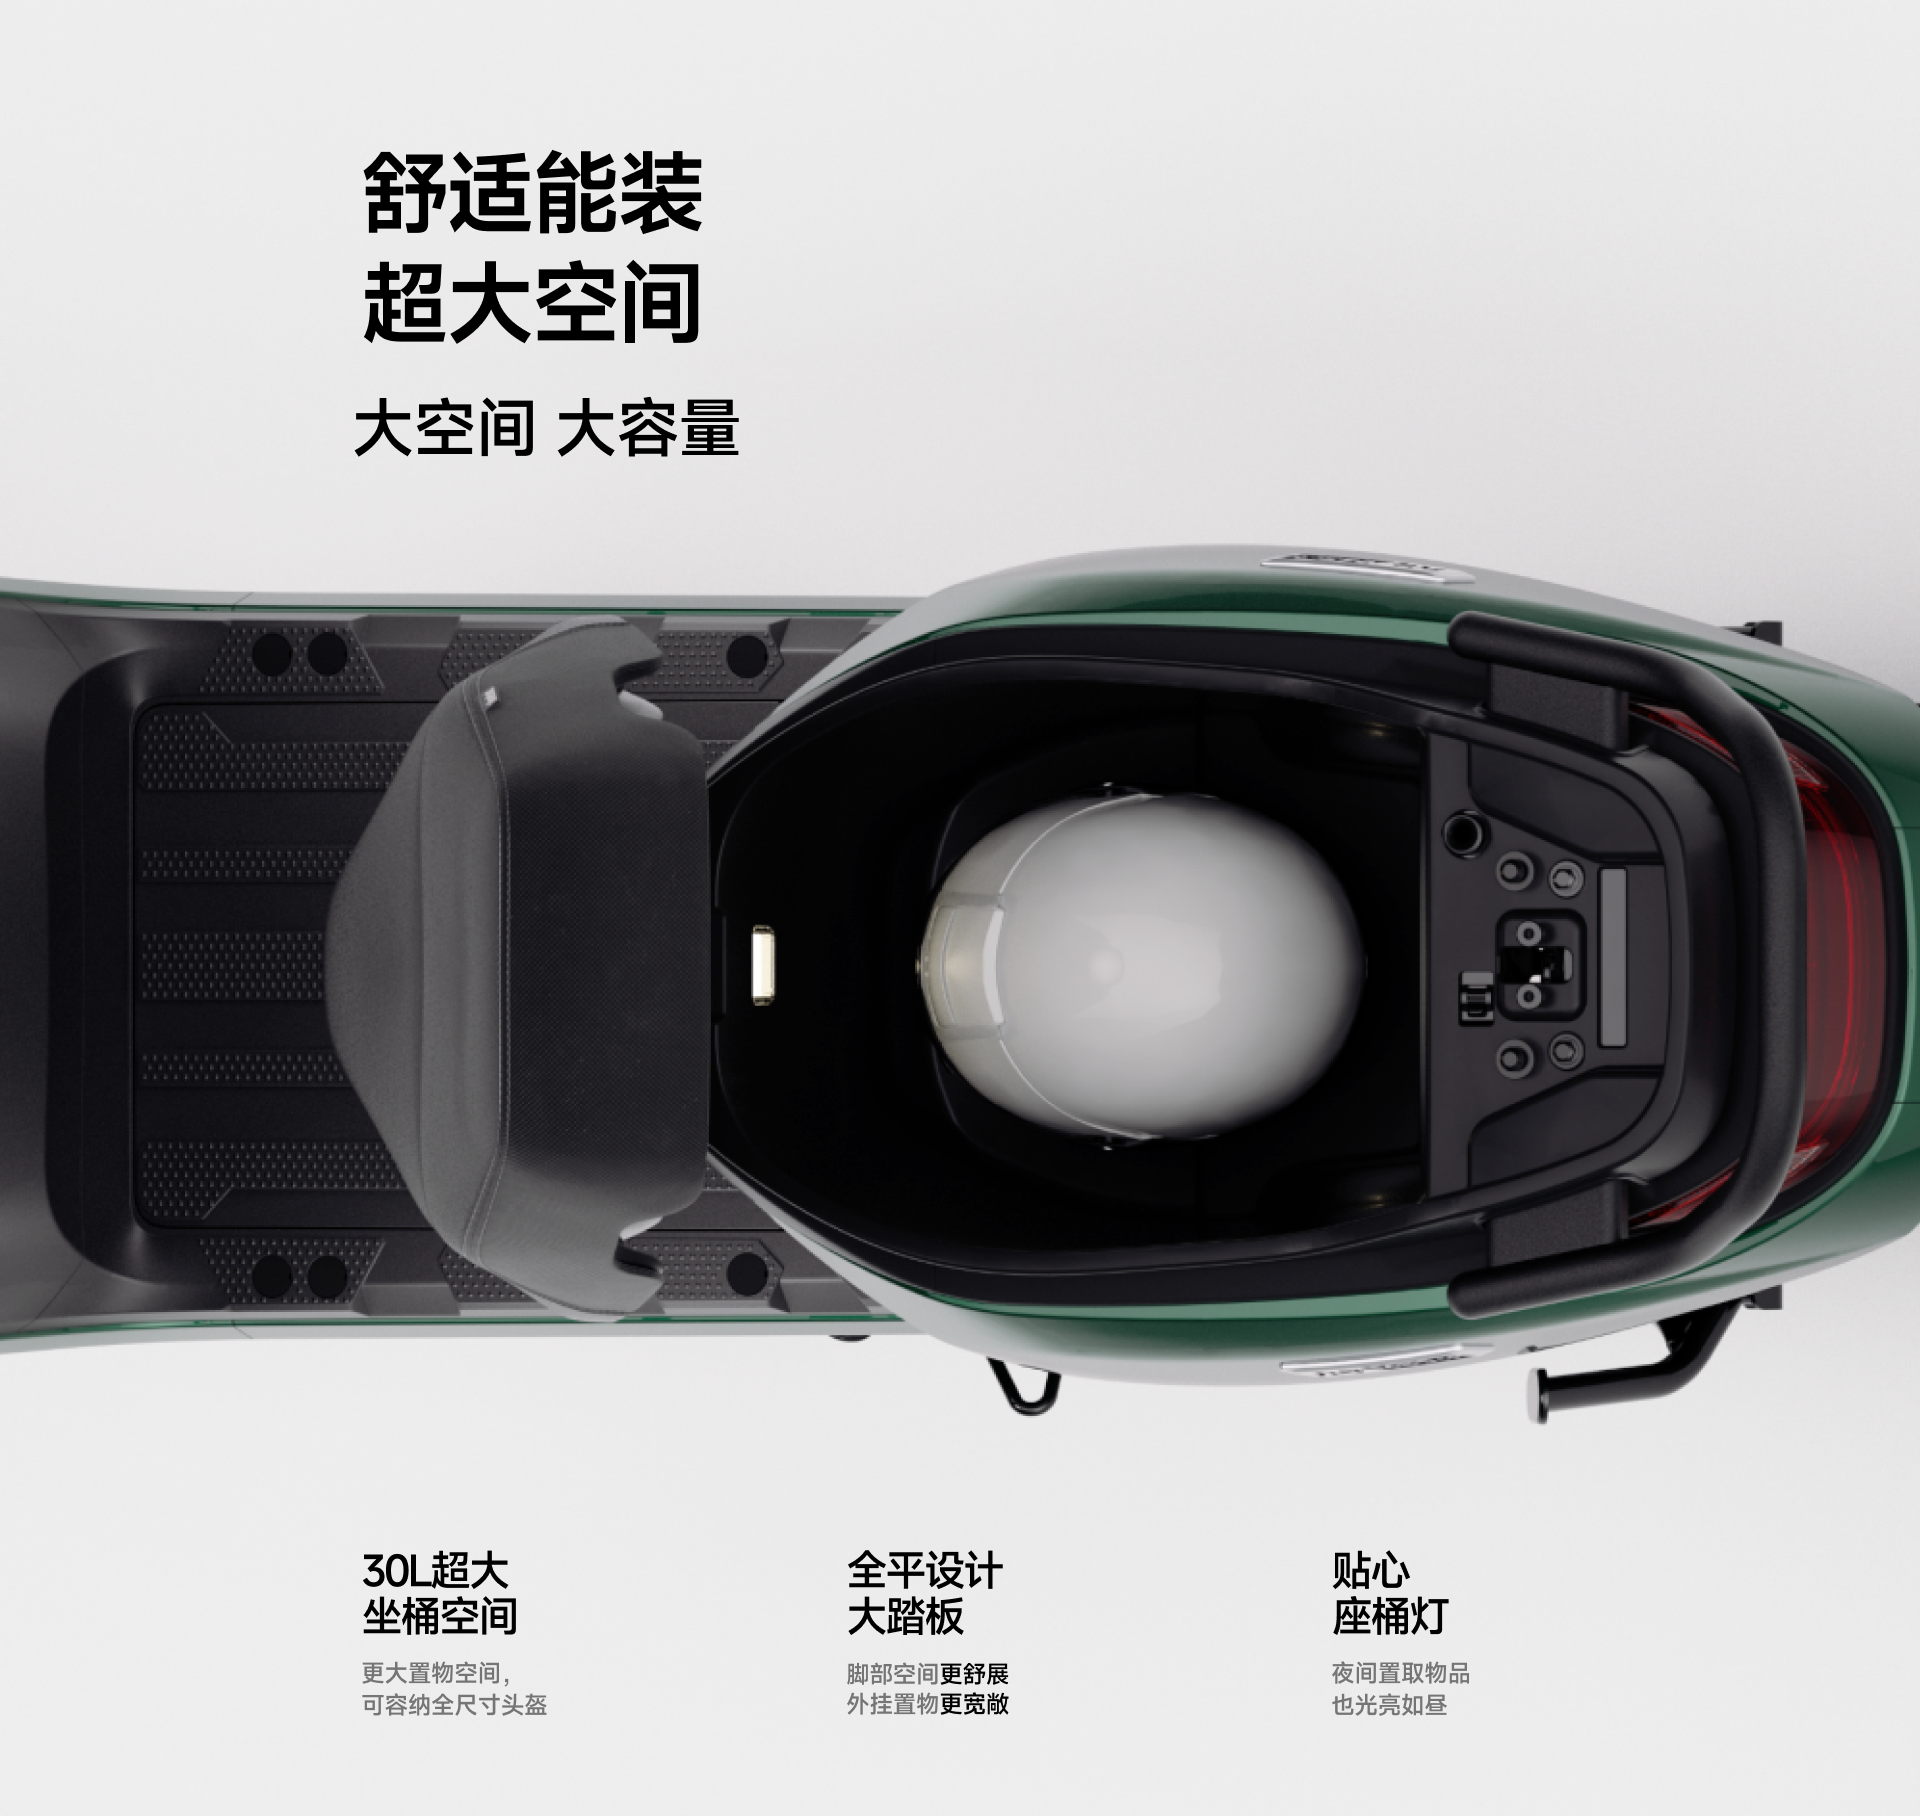 舒适能装
超大空间
大空间 大容量
30L超大
坐桶空间
更大置物空间，
可容纳全尺寸头盔
全平设计
大踏板
脚部空间更舒展
外挂置物更宽敞
贴心
座桶灯
夜间置取物品
也光亮如昼